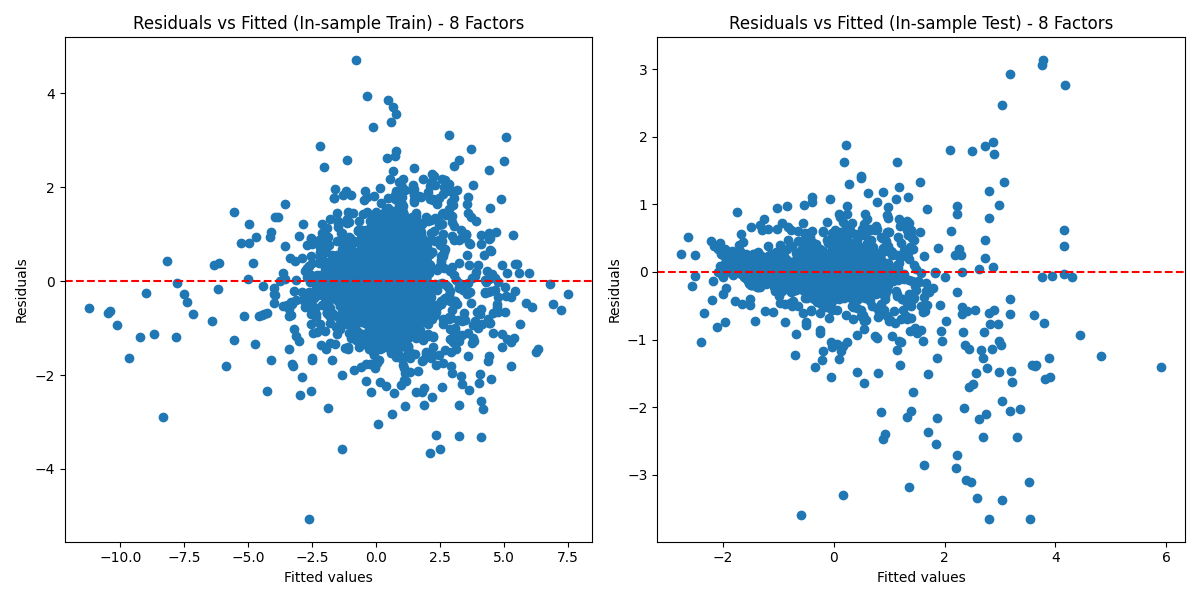 Residuals vs Fitted (In-sample Train) - 8 Factors
Residuals
4
2
0
−2
−4
−10.0 −7.5 −5.0 −2.5 0.0 2.5 5.0 7.5
Fitted values
Residuals vs Fitted (In-sample Test) - 8 Factors
Residuals
3
2
1
0
−1
−2
−3
−2 0 2 4 6
Fitted values